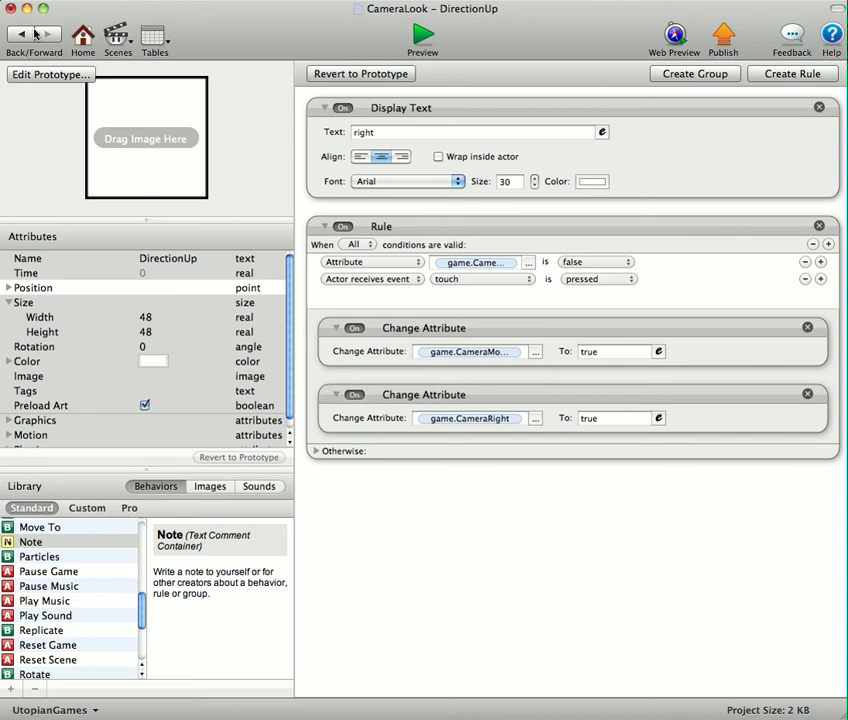 CameraLook – DirectionUp
Back/Forward
Home
Scenes
Tables
Preview
Web Preview
Publish
Feedback
Help
Edit Prototype...
Drag Image Here
Revert to Prototype
Create Group
Create Rule
Attributes
Name DirectionUp text
Time 0 real
Position point
Size size
Width 48 real
Height 48 real
Rotation 0 angle
Color color
Image image
Tags text
Preload Art boolean
Graphics attributes
Motion attributes
Revert to Prototype
Library
Behaviors
Images
Sounds
Standard
Custom
Pro
Move To
Note
Particles
Pause Game
Pause Music
Play Music
Play Sound
Replicate
Reset Game
Reset Scene
Rotate
Note (Text Comment
Container)
Write a note to yourself or for
other creators about a behavior,
rule or group.
On Display Text
Text: right e
Align: Wrap inside actor
Font: Arial Size: 30 Color:
On Rule
When All conditions are valid:
Attribute game.Came... ... is false
Actor receives event touch is pressed
On Change Attribute
Change Attribute: game.CameraMo... ... To: true e
On Change Attribute
Change Attribute: game.CameraRight ... To: true e
Otherwise:
UtopianGames
Project Size: 2 KB